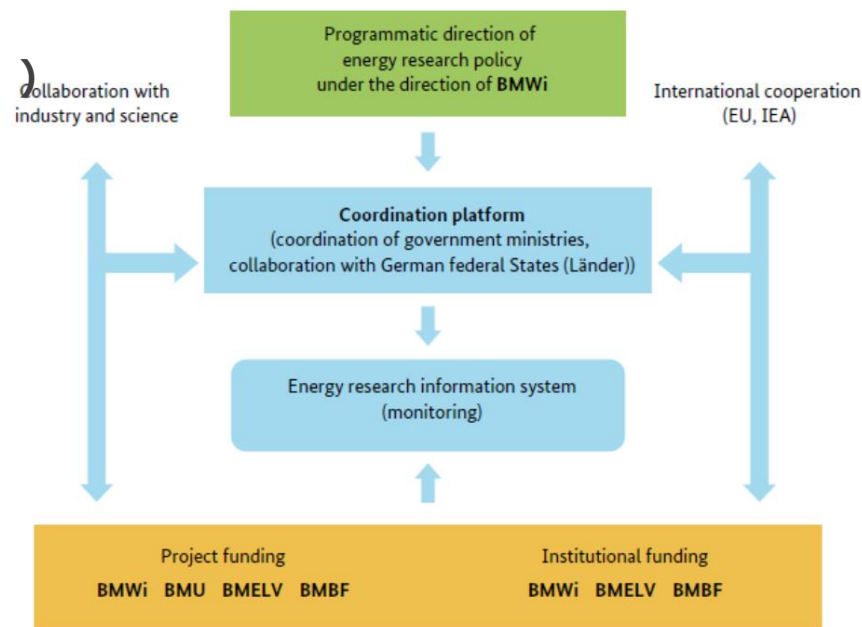 Programmatic direction of
energy research policy
under the direction of BMWi
)
Collaboration with
industry and science
International cooperation
(EU, IEA)
Coordination platform
(coordination of government ministries,
collaboration with German federal States (Länder))
Energy research information system
(monitoring)
Project funding
BMWi BMU BMELV BMBF
Institutional funding
BMWi BMELV BMBF